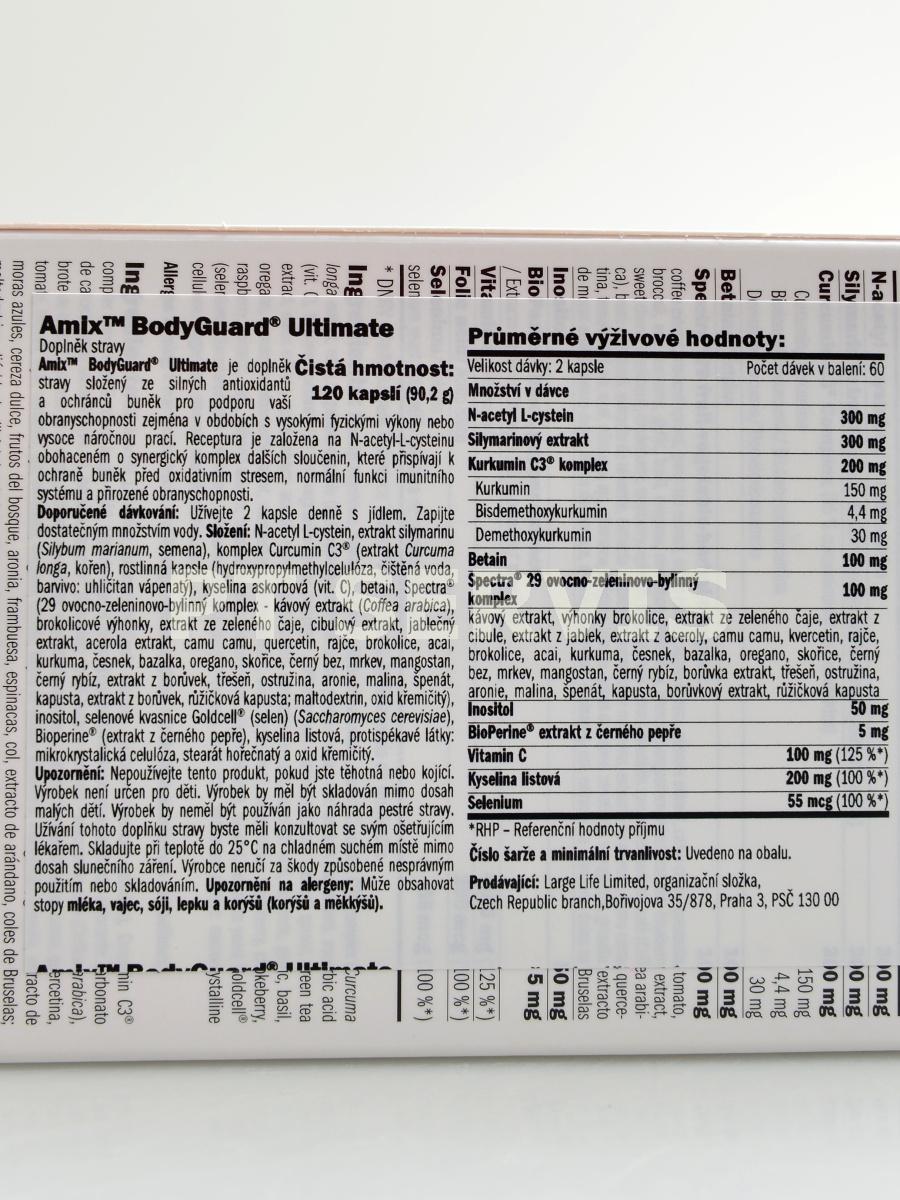 Amix™ BodyGuard® Ultimate
Doplněk stravy
Amix™ BodyGuard® Ultimate je doplněk
stravy složený ze silných antioxidantů
a ochránců buněk pro podporu vaší
Čistá hmotnost:
120 kapslí (90,2 g)
obranyschopnosti zejména v obdobích s vysokými fyzickými výkony nebo
vysoce náročnou prací. Receptura je založena na N-acetyl-L-cysteinu
obohaceném o synergický komplex dalších sloučenin, které přispívají k
ochraně buněk před oxidativním stresem, normální funkci imunitního
systému a přirozené obranyschopnosti.
Doporučené dávkování: Užívejte 2 kapsle denně s jídlem. Zapijte
dostatečným množstvím vody. Složení: N-acetyl L-cystein, extrakt silymarinu
(Silybum marianum, semena), komplex Curcumin C3® (extrakt Curcuma
longa, kořen), rostlinná kapsle (hydroxypropylmethylcelulóza, čištěná voda,
barvivo: uhličitan vápenatý), kyselina askorbová (vit. C), betain, Spectra®
(29 ovocno-zeleninovo-bylinný komplex - kávový extrakt (Coffea arabica),
brokolicové výhonky, extrakt ze zeleného čaje, cibulový extrakt, jablečný
extrakt, acerola extrakt, camu camu, quercetin, rajče, brokolice, acai,
kurkuma, česnek, bazalka, oregano, skořice, černý bez, mrkev, mangostan,
černý rybíz, extrakt z borůvek, třešeň, ostružina, aronie, malina, špenát,
kapusta, extrakt z borůvek, růžičková kapusta; maltodextrin, oxid křemičitý),
inositol, selenové kvasnice Goldcell® (selen) (Saccharomyces cerevisiae),
Bioperine® (extrakt z černého pepře), kyselina listová, protispékavé látky:
mikrokrystalická celulóza, stearát hořečnatý a oxid křemičitý.
Upozornění: Nepoužívejte tento produkt, pokud jste těhotná nebo kojící.
Výrobek není určen pro děti. Výrobek by měl být skladován mimo dosah
malých dětí. Výrobek by neměl být používán jako náhrada pestré stravy.
Užívání tohoto doplňku stravy byste měli konzultovat se svým ošetřujícím
lékařem. Skladujte při teplotě do 25°C na chladném suchém místě mimo
dosah slunečního záření. Výrobce neručí za škody způsobené nesprávným
použitím nebo skladováním. Upozornění na alergeny: Může obsahovat
stopy mléka, vajec, sóji, lepku a korýšů (korýšů a měkkýšů).
Průměrné výživové hodnoty:
Velikost dávky: 2 kapsle Počet dávek v balení: 60
Množství v dávce
N-acetyl L-cystein 300 mg
Silymarinový extrakt 300 mg
Kurkumin C3® komplex 200 mg
Kurkumin 150 mg
Bisdemethoxykurkumin 4,4 mg
Demethoxykurkumin 30 mg
Betain 100 mg
Spectra® 29 ovocno-zeleninovo-bylinný
komplex 100 mg
kávový extrakt, výhonky brokolice, extrakt ze zeleného čaje, extrakt z
cibule, extrakt z jablek, extrakt z aceroly, camu camu, kvercetin, rajče,
brokolice, acai, kurkuma, česnek, bazalka, oregano, skořice, černý
bez, mrkev, mangostan, černý rybíz, borůvka extrakt, třešeň, ostružina,
aronie, malina, špenát, kapusta, borůvkový extrakt, růžičková kapusta
Inositol 50 mg
BioPerine® extrakt z černého pepře 5 mg
Vitamin C 100 mg (125 %*)
Kyselina listová 200 mg (100 %*)
Selenium 55 mcg (100 %*)
*RHP – Referenční hodnoty příjmu
Číslo šarže a minimální trvanlivost: Uvedeno na obalu.
Prodávající: Large Life Limited, organizační složka,
Czech Republic branch,Bořivojova 35/878, Praha 3, PSČ 130 00
moras azules, cereza dulce, frutos del bosque, aronia, frambuesa, espinacas, col, extracto de arándano, coles de Bruselas;